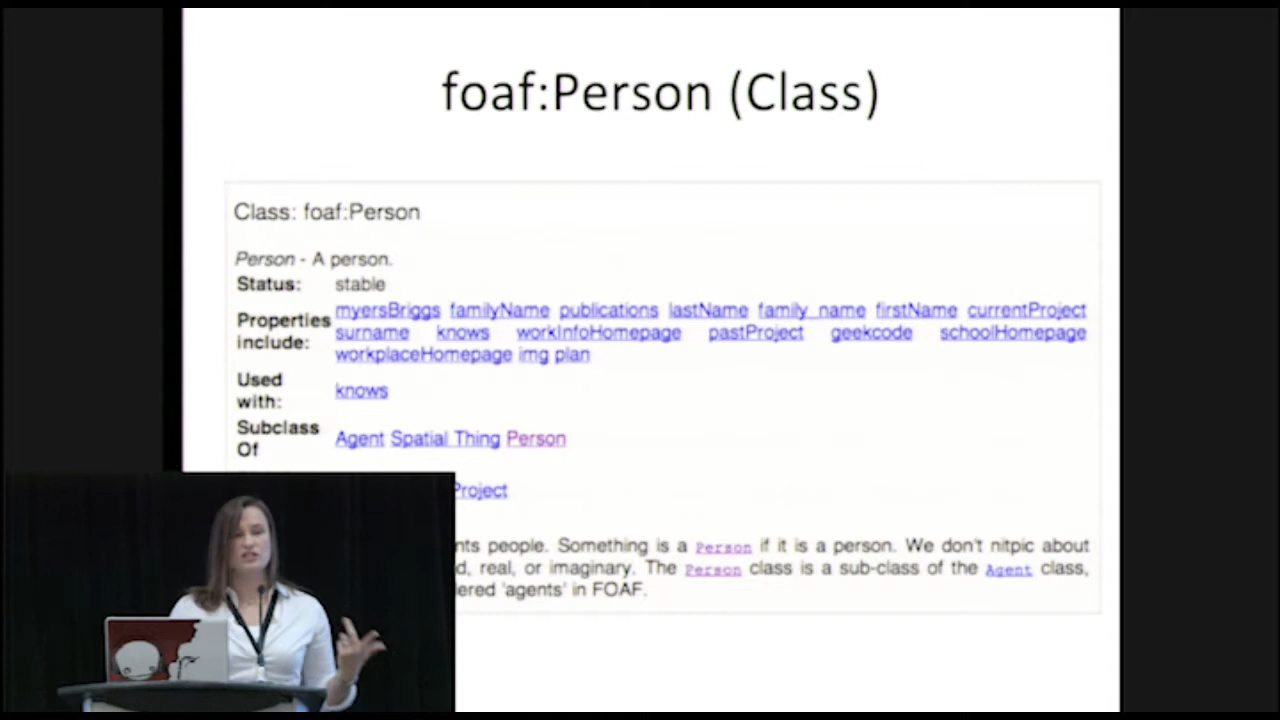 foaf:Person (Class)
Class: foaf:Person
Person - A person.
Status: stable
Properties include: myersBriggs familyName publications lastName family_name firstName currentProject
surname knows workInfoHomepage pastProject geekcode schoolHomepage
workplaceHomepage img plan
Used with: knows
Subclass Of Agent Spatial Thing Person
Project
people. Something is a Person if it is a person. We don't nitpic about
real, or imaginary. The Person class is a sub-class of the Agent class,
'agents' in FOAF.